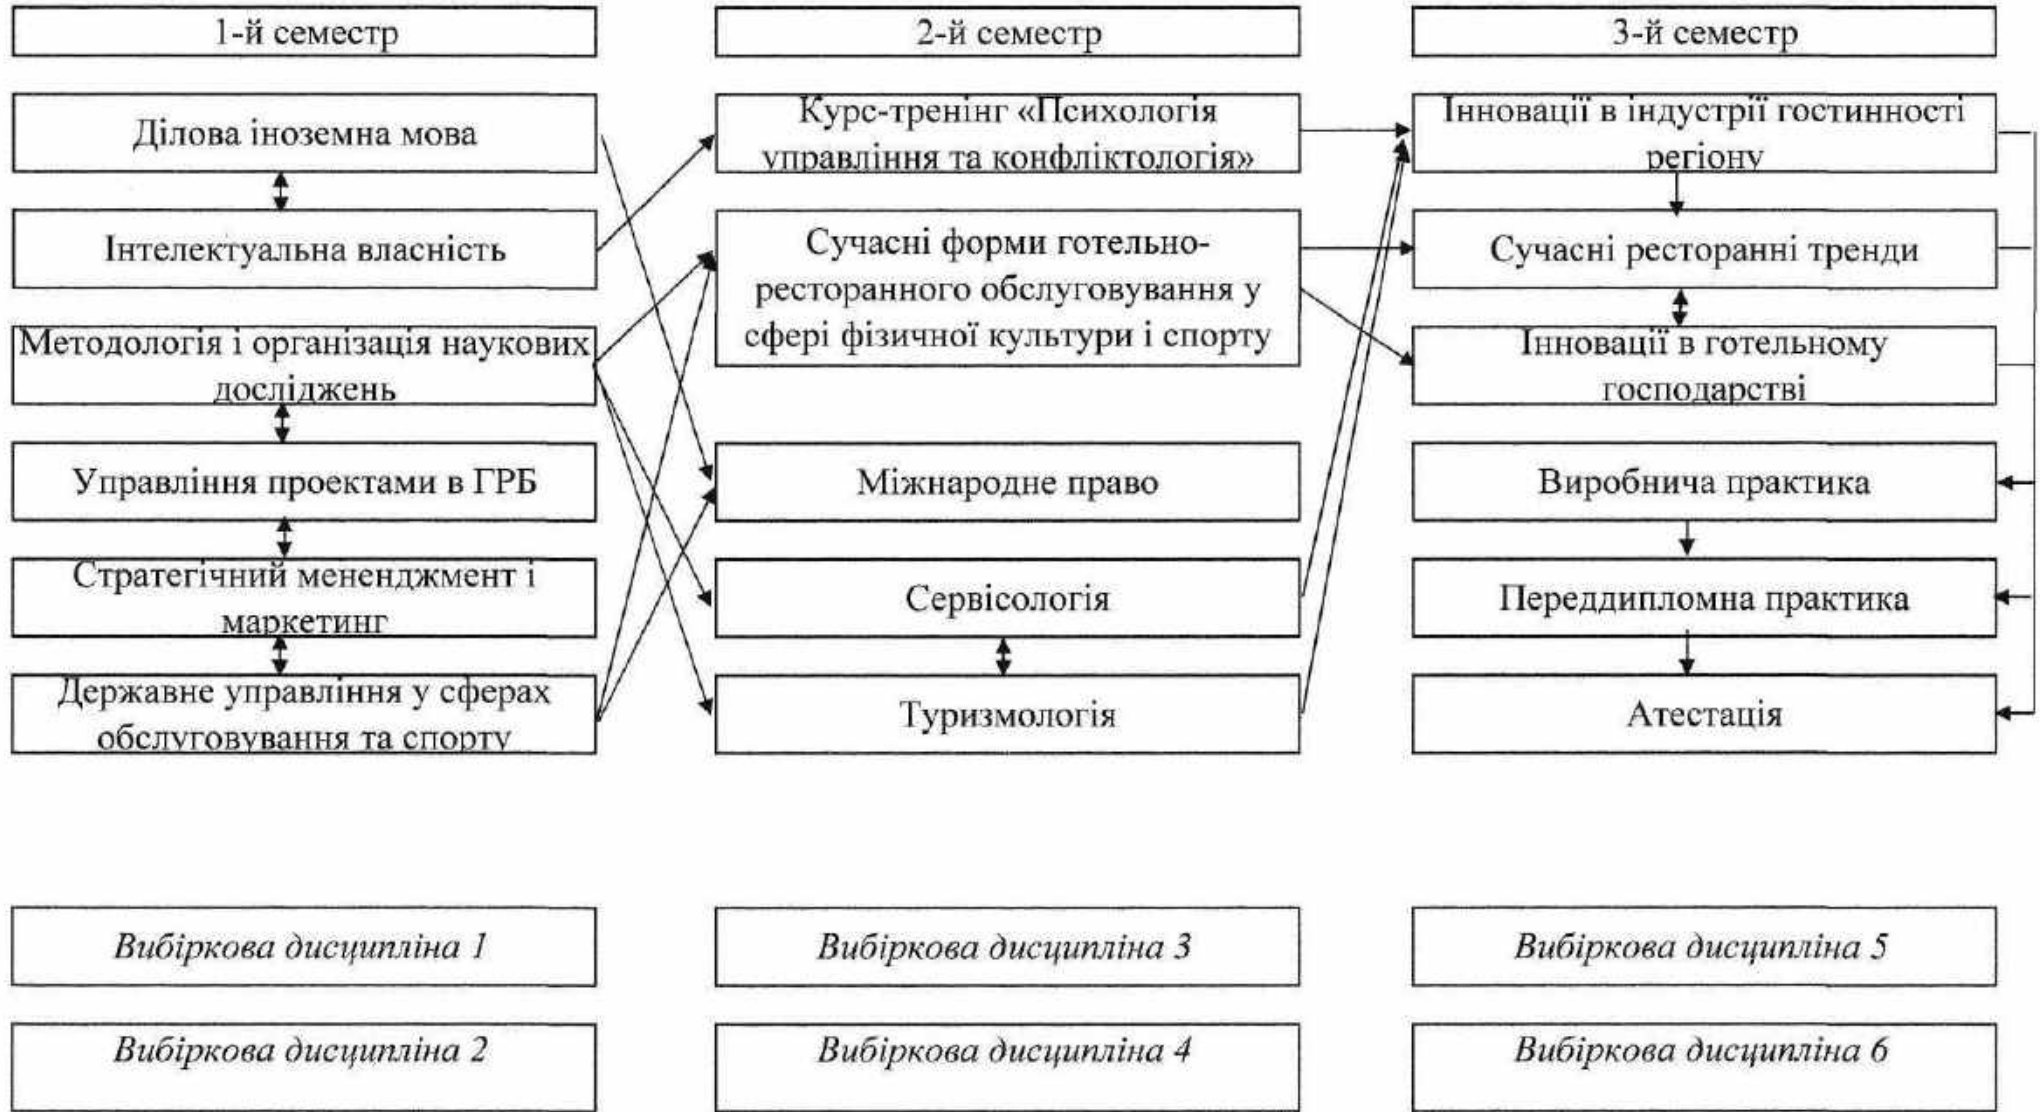 1-й семестр
2-й семестр
3-й семестр
Ділова іноземна мова
Курс-тренінг «Психологія
управління та конфліктологія»
Інновації в індустрії гостинності
регіону
Інтелектуальна власність
Сучасні форми готельно-
ресторанного обслуговування у
сфері фізичної культури і спорту
Сучасні ресторанні тренди
Методологія і організація наукових
досліджень
Інновації в готельному
господарстві
Управління проектами в ГРБ
Міжнародне право
Виробнича практика
Стратегічний мененджмент і
маркетинг
Сервісологія
Переддипломна практика
Державне управління у сферах
обслуговування та спорту
Туризмологія
Атестація
Вибіркова дисципліна 1
Вибіркова дисципліна 3
Вибіркова дисципліна 5
Вибіркова дисципліна 2
Вибіркова дисципліна 4
Вибіркова дисципліна 6